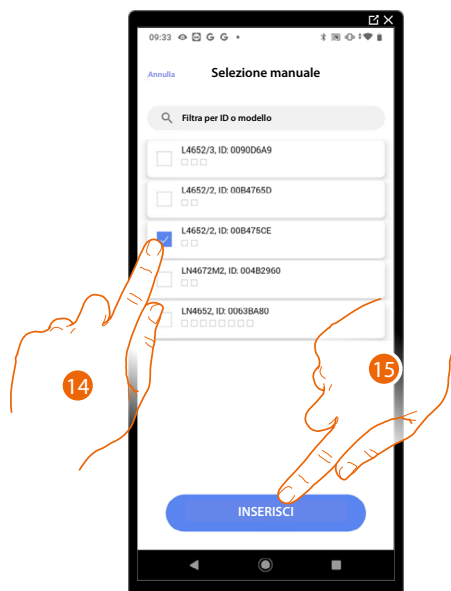 09:33 G G
Annulla Selezione manuale
Filtra per ID o modello
L4652/3, ID: 0090D6A9
L4652/2, ID: 00B4765D
L4652/2, ID: 00B475CE
LN4672M2, ID: 004B2960
LN4652, ID: 0063BA80
14
15
INSERISCI